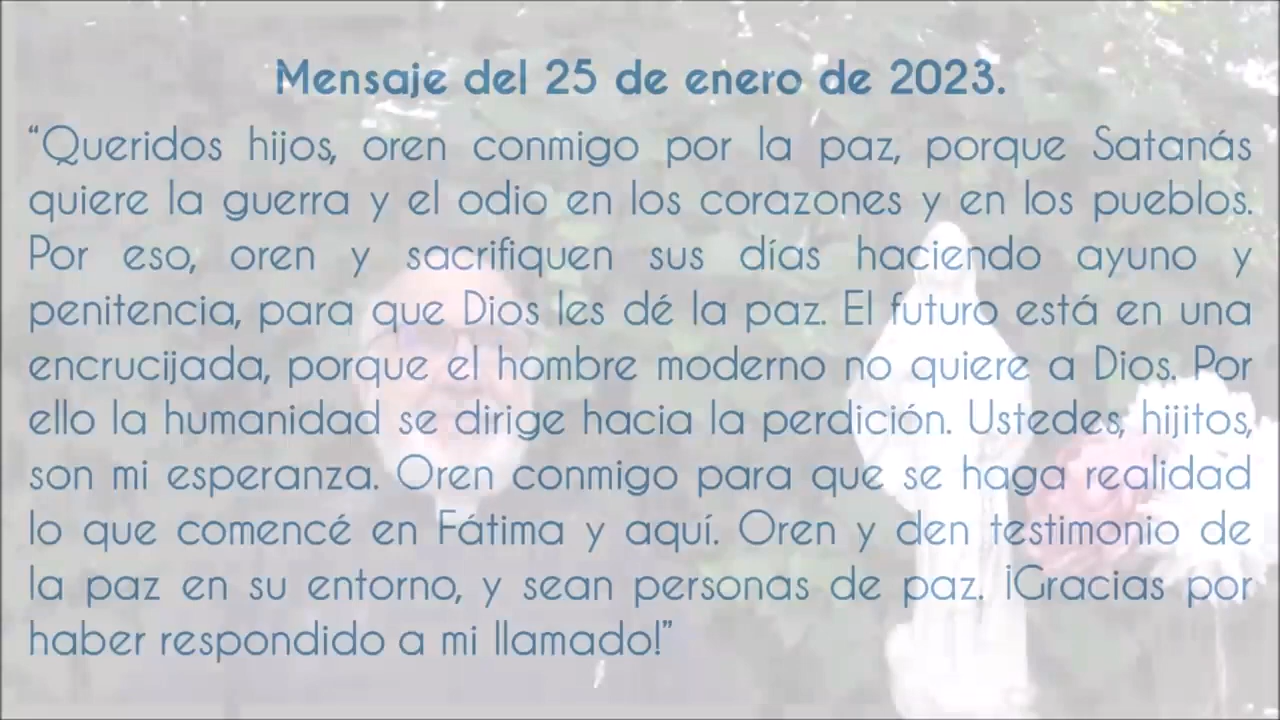 Mensaje del 25 de enero de 2023.
“Queridos hijos, oren conmigo por la paz, porque Satanás
quiere la guerra y el odio en los corazones y en los pueblos.
Por eso, oren y sacrifiquen sus días haciendo ayuno y
penitencia, para que Dios les dé la paz. El futuro está en una
encrucijada, porque el hombre moderno no quiere a Dios. Por
ello la humanidad se dirige hacia la perdición. Ustedes, hijitos,
son mi esperanza. Oren conmigo para que se haga realidad
lo que comencé en Fátima y aquí. Oren y den testimonio de
la paz en su entorno, y sean personas de paz. ¡Gracias por
haber respondido a mi llamado!”